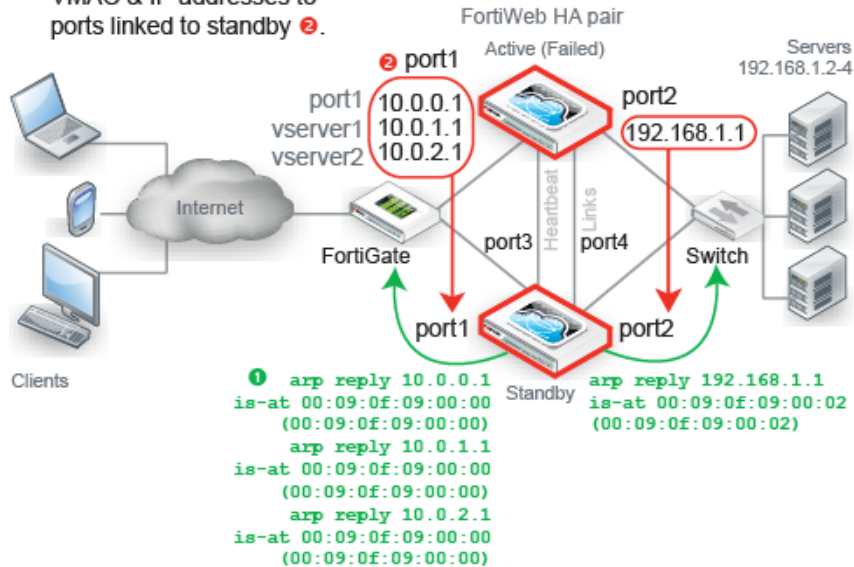 ports linked to standby ❷.
FortiWeb HA pair
Active (Failed)
Servers
192.168.1.2-4
❷ port1
port1 10.0.0.1
vserver1 10.0.1.1
vserver2 10.0.2.1
port2
192.168.1.1
Internet
FortiGate
port3
Heartbeat
Links
port4
Switch
port1
port2
Clients
Standby
❶ arp reply 10.0.0.1
is-at 00:09:0f:09:00:00
(00:09:0f:09:00:00)
arp reply 10.0.1.1
is-at 00:09:0f:09:00:00
(00:09:0f:09:00:00)
arp reply 10.0.2.1
is-at 00:09:0f:09:00:00
(00:09:0f:09:00:00)
arp reply 192.168.1.1
is-at 00:09:0f:09:00:02
(00:09:0f:09:00:02)